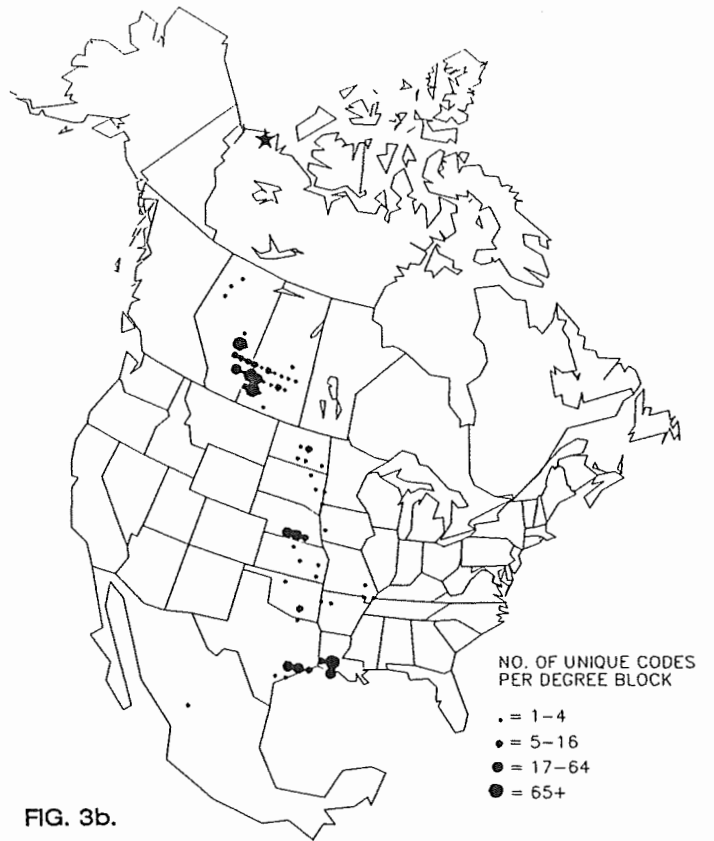 NO. OF UNIQUE CODES
PER DEGREE BLOCK
= 1-4
= 5-16
= 17-64
= 65+
FIG. 3b.